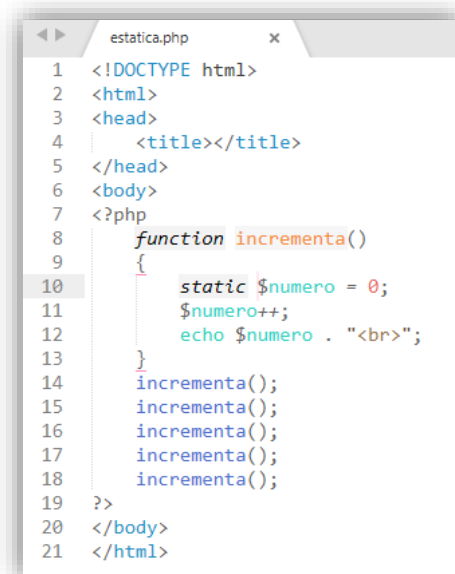 estatica.php ×
1 <!DOCTYPE html>
2 <html>
3 <head>
4     <title></title>
5 </head>
6 <body>
7 <?php
8     function incrementa()
9     {
10         static $numero = 0;
11         $numero++;
12         echo $numero . "<br>";
13     }
14     incrementa();
15     incrementa();
16     incrementa();
17     incrementa();
18     incrementa();
19 ?>
20 </body>
21 </html>